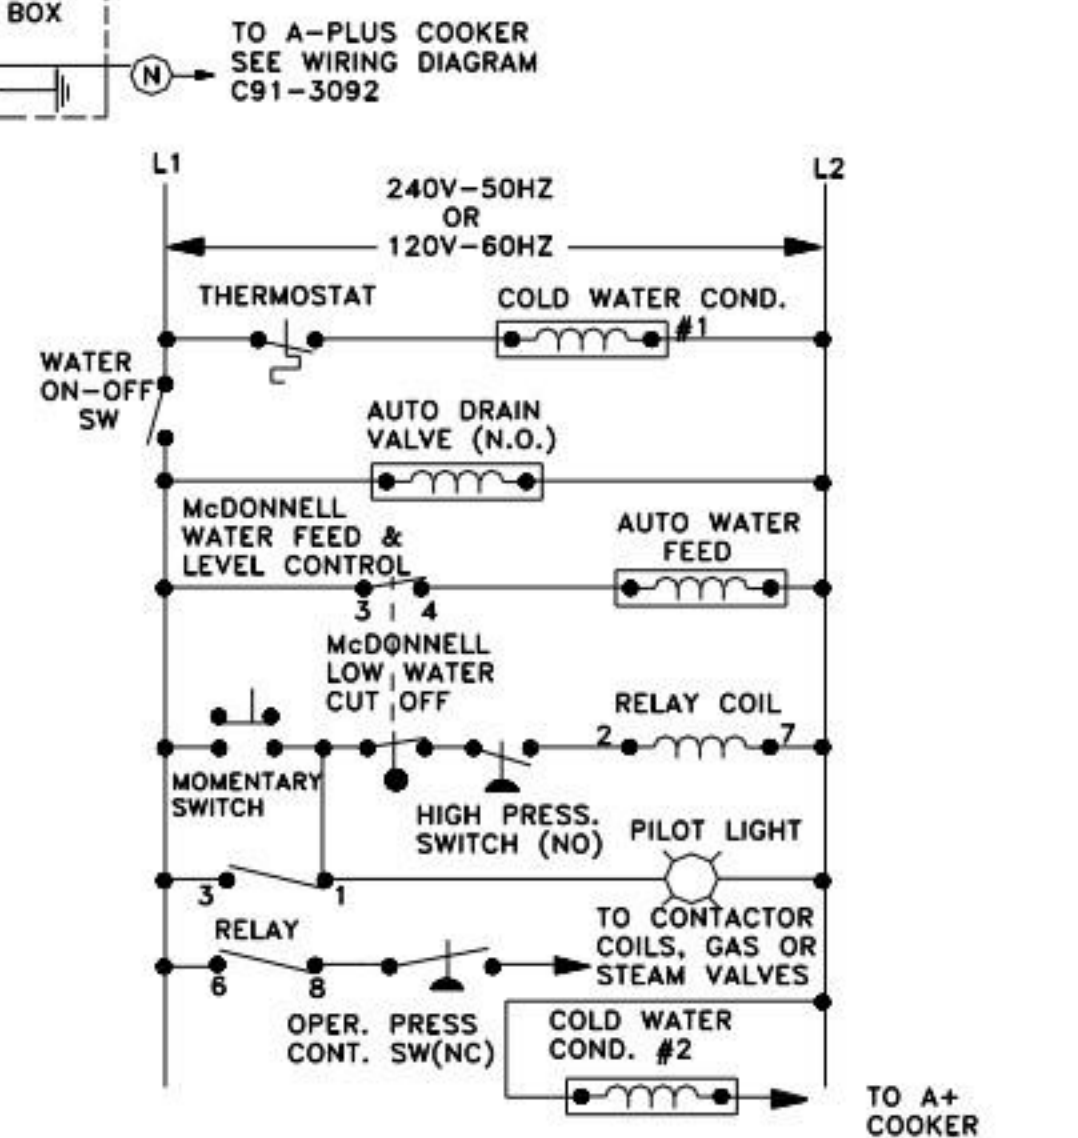 BOX
TO A-PLUS COOKER
SEE WIRING DIAGRAM
C91-3092
N
L1
L2
240V-50HZ
OR
120V-60HZ
THERMOSTAT
COLD WATER COND.
#1
WATER
ON-OFF
SW
AUTO DRAIN
VALVE (N.O.)
McDONNELL
WATER FEED &
LEVEL CONTROL
AUTO WATER
FEED
3 4
McDONNELL
LOW WATER
CUT OFF
RELAY COIL
2 7
MOMENTARY
SWITCH
HIGH PRESS.
SWITCH (NO)
PILOT LIGHT
3 1
RELAY
TO CONTACTOR
COILS, GAS OR
STEAM VALVES
6 8
OPER. PRESS
CONT. SW(NC)
COLD WATER
COND. #2
TO A+
COOKER